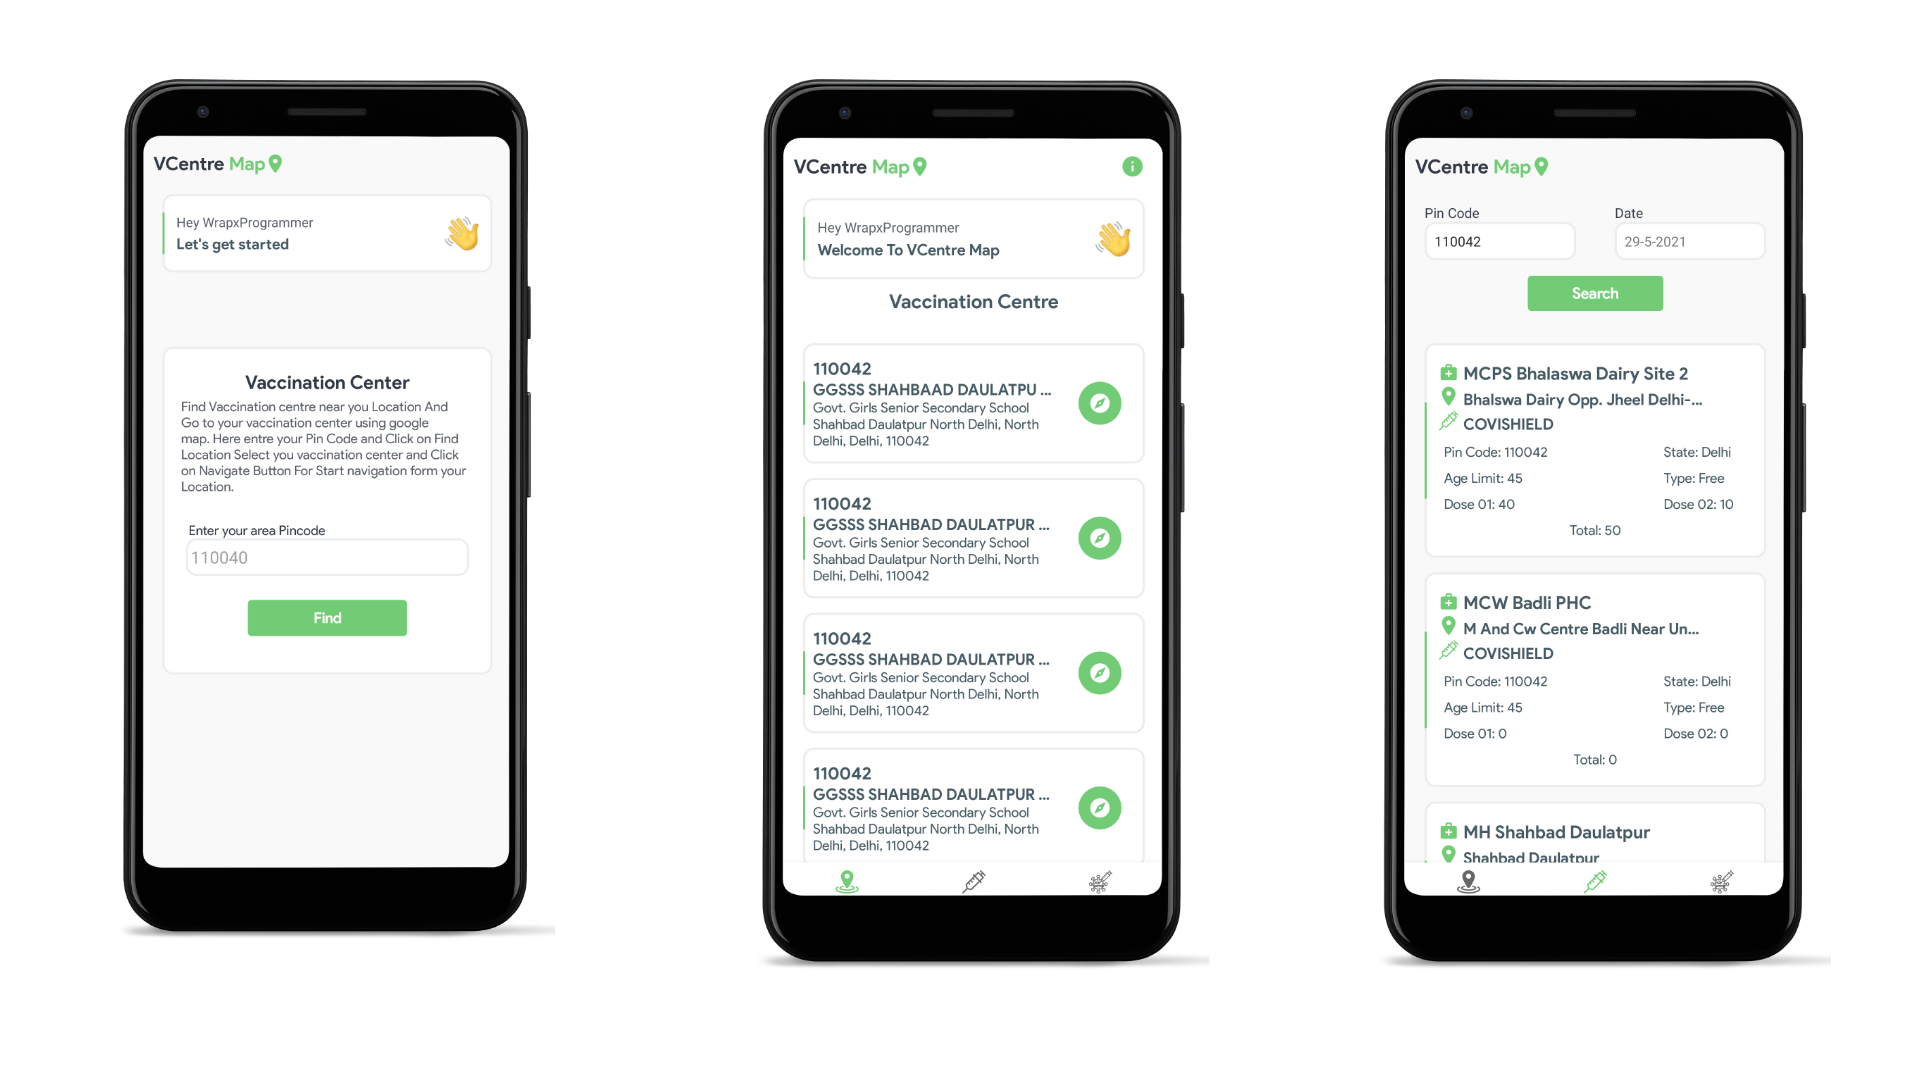 VCentre Map
Hey WrapxProgrammer
Let's get started
Vaccination Center
Find Vaccination centre near you Location And
Go to your vaccination center using google
map. Here entre your Pin Code and Click on Find
Location Select you vaccination center and Click
on Navigate Button For Start navigation form your
Location.
Enter your area Pincode
110040
Find
VCentre Map
Hey WrapxProgrammer
Welcome To VCentre Map
Vaccination Centre
110042
GGSSS SHAHBAAD DAULATPU ...
Govt. Girls Senior Secondary School
Shahbad Daulatpur North Delhi, North
Delhi, Delhi, 110042
110042
GGSSS SHAHBAD DAULATPUR ...
Govt. Girls Senior Secondary School
Shahbad Daulatpur North Delhi, North
Delhi, Delhi, 110042
110042
GGSSS SHAHBAD DAULATPUR ...
Govt. Girls Senior Secondary School
Shahbad Daulatpur North Delhi, North
Delhi, Delhi, 110042
110042
GGSSS SHAHBAD DAULATPUR ...
Govt. Girls Senior Secondary School
Shahbad Daulatpur North Delhi, North
Delhi, Delhi, 110042
VCentre Map
Pin Code Date
110042 29-5-2021
Search
MCPS Bhalaswa Dairy Site 2
Bhalswa Dairy Opp. Jheel Delhi-...
COVISHIELD
Pin Code: 110042 State: Delhi
Age Limit: 45 Type: Free
Dose 01: 40 Dose 02: 10
Total: 50
MCW Badli PHC
M And Cw Centre Badli Near Un...
COVISHIELD
Pin Code: 110042 State: Delhi
Age Limit: 45 Type: Free
Dose 01: 0 Dose 02: 0
Total: 0
MH Shahbad Daulatpur
Shahbad Daulatpur